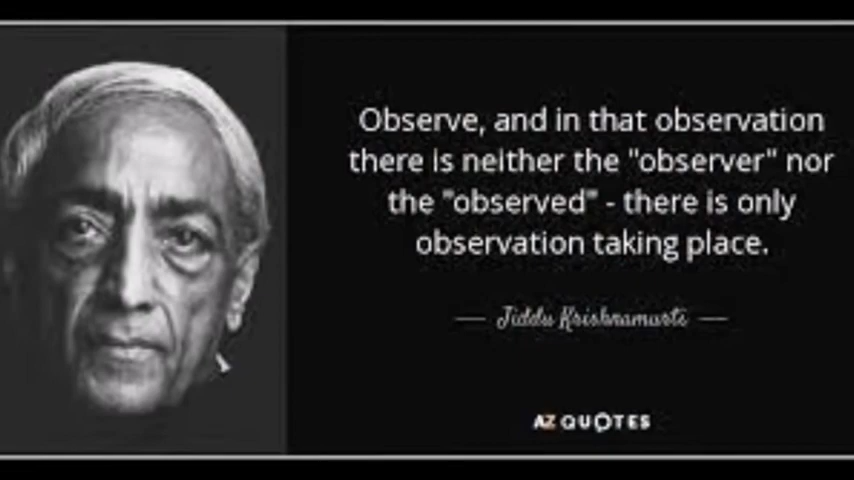 Observe, and in that observation
there is neither the "observer" nor
the "observed" - there is only
observation taking place.
— Jiddu Krishnamurti —
AZ QUOTES